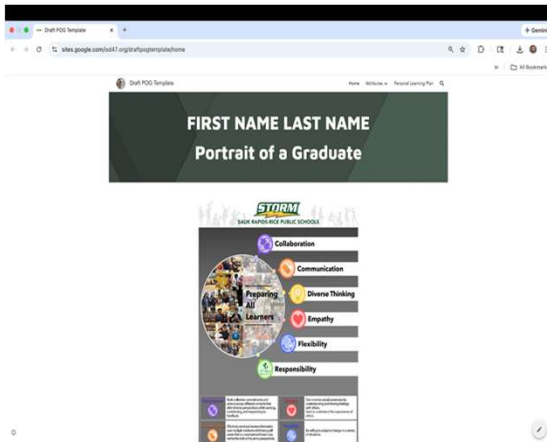 Draft POG Template
+ Gemini
sites.google.com/isd47.org/draftpogtemplate/home
All Bookmarks
Draft POG Template
Home Attributes Personal Learning Plan
FIRST NAME LAST NAME
Portrait of a Graduate
STORM
SAUK RAPIDS-RICE PUBLIC SCHOOLS
Collaboration
Communication
Preparing
All
Learners
Diverse Thinking
Empathy
Flexibility
Responsibility